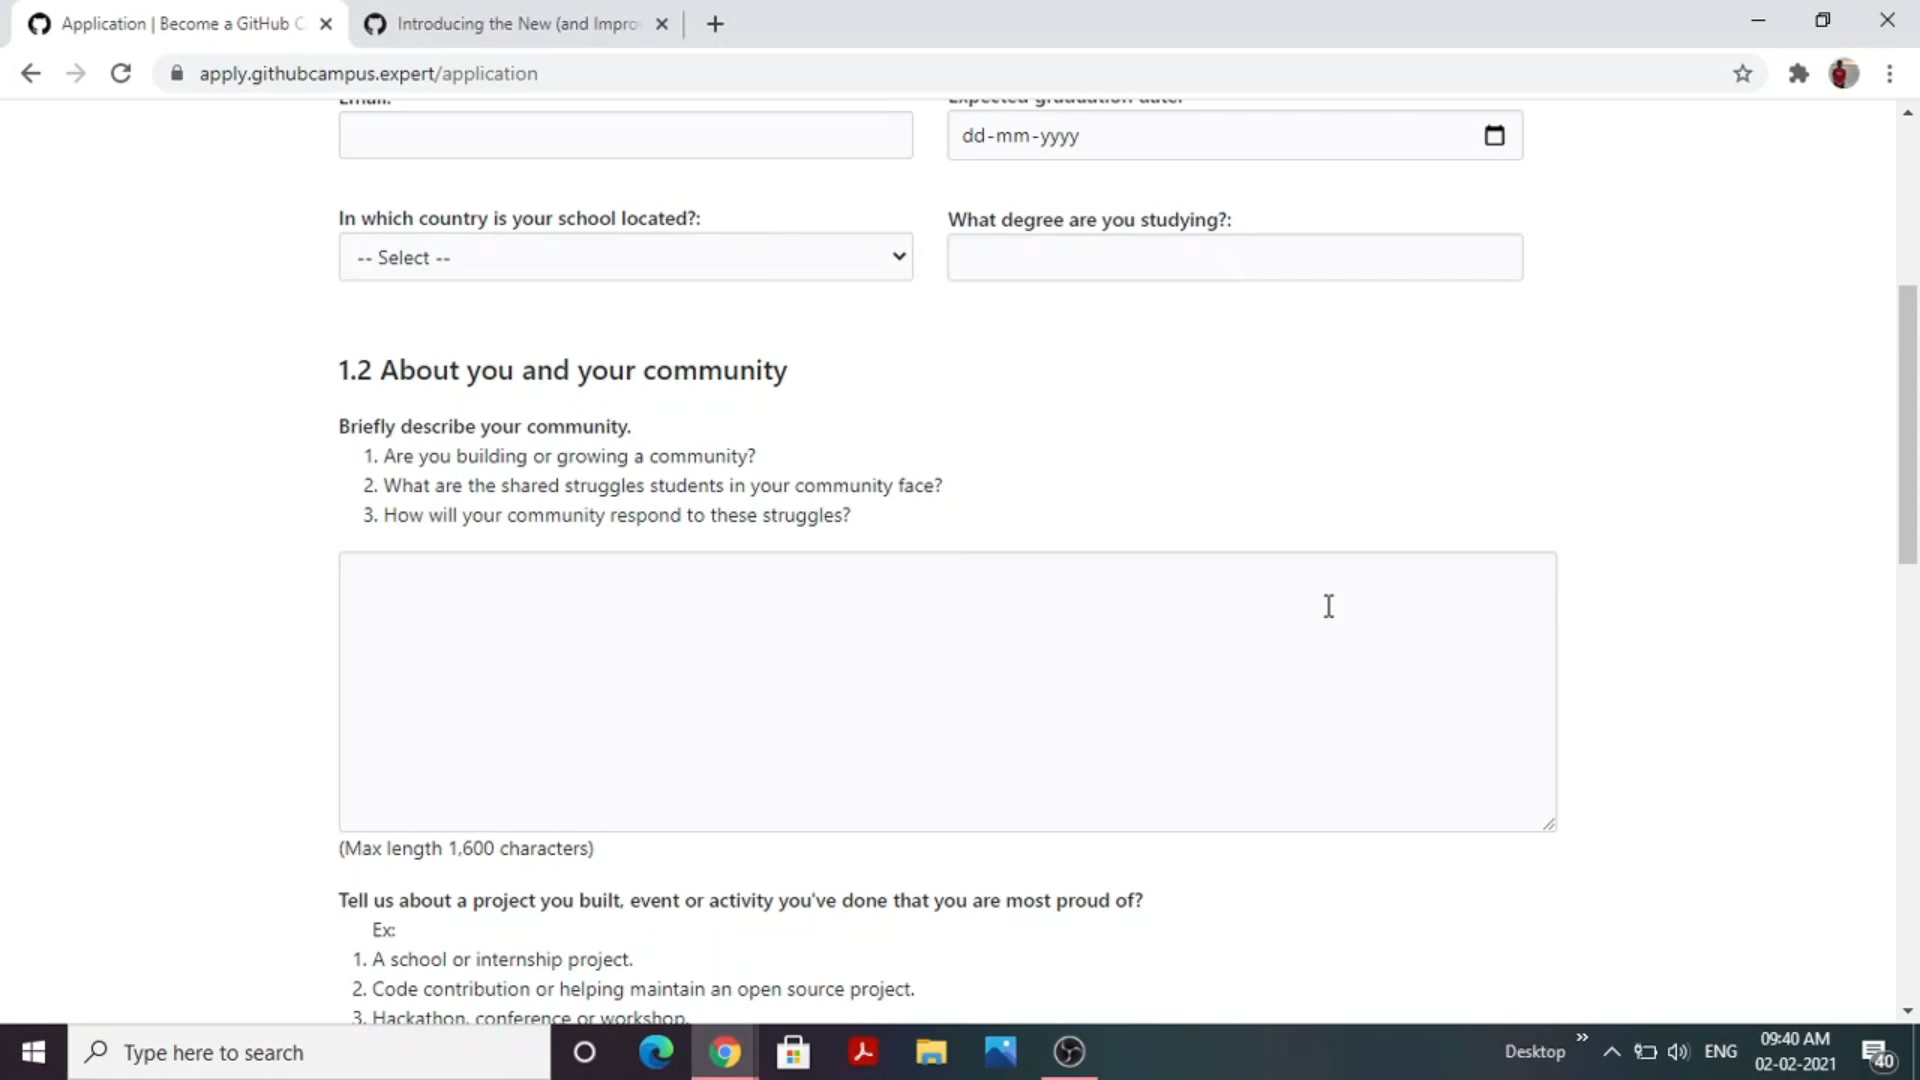 Application | Become a GitHub C
Introducing the New (and Impro
apply.githubcampus.expert/application
Email:
Expected graduation date:
dd-mm-yyyy
In which country is your school located?:
What degree are you studying?:
-- Select --
1.2 About you and your community
Briefly describe your community.
1. Are you building or growing a community?
2. What are the shared struggles students in your community face?
3. How will your community respond to these struggles?
(Max length 1,600 characters)
Tell us about a project you built, event or activity you've done that you are most proud of?
Ex:
1. A school or internship project.
2. Code contribution or helping maintain an open source project.
3. Hackathon, conference or workshop.
Type here to search
Desktop
ENG
09:40 AM
02-02-2021
40